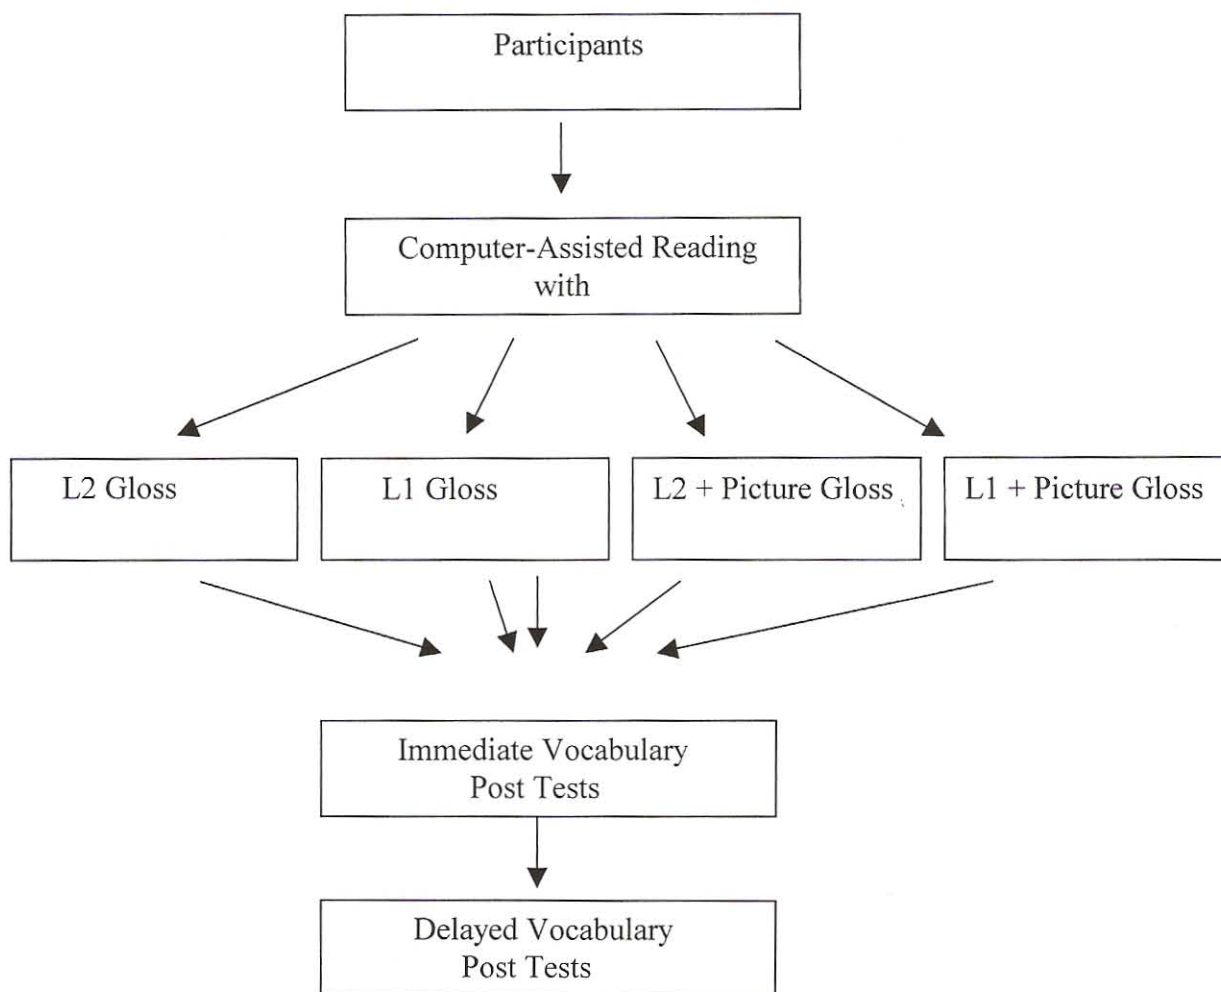 Participants
Computer-Assisted Reading
with
L2 Gloss
L1 Gloss
L2 + Picture Gloss
L1 + Picture Gloss
Immediate Vocabulary
Post Tests
Delayed Vocabulary
Post Tests